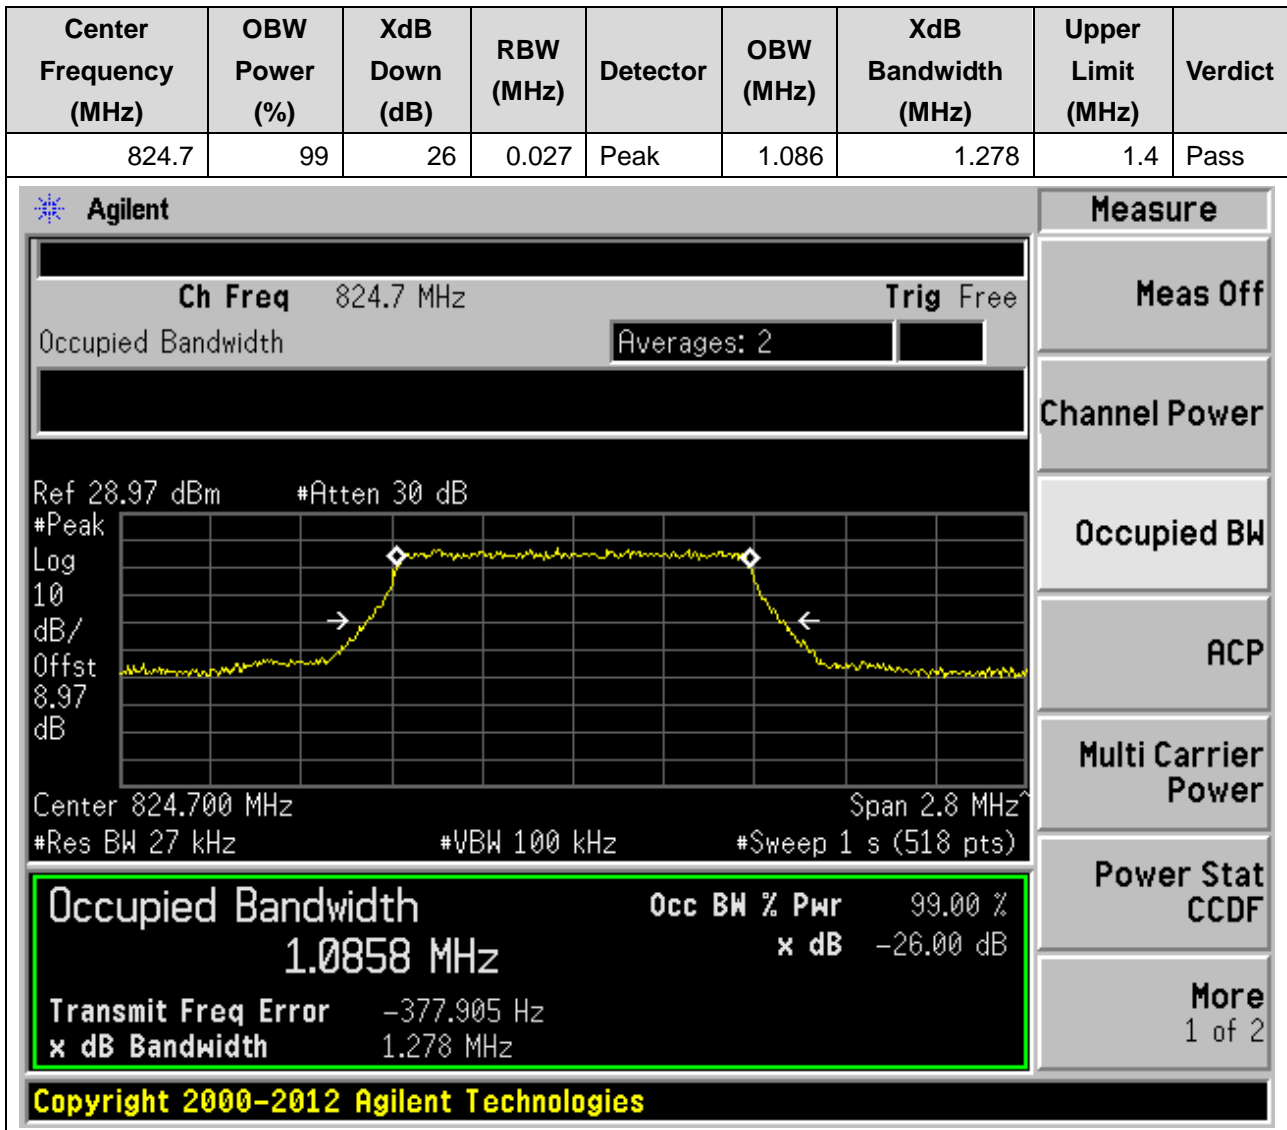 Center Frequency (MHz) OBW Power (%) XdB Down (dB) RBW (MHz) Detector OBW (MHz) XdB Bandwidth (MHz) Upper Limit (MHz) Verdict
824.7 99 26 0.027 Peak 1.086 1.278 1.4 Pass
Agilent
Measure
Ch Freq 824.7 MHz Trig Free
Meas Off
Occupied Bandwidth Averages: 2
Channel Power
Ref 28.97 dBm #Atten 30 dB
#Peak
Log
10
dB/
Offst
8.97
dB
Occupied BW
ACP
Multi Carrier
Power
Center 824.700 MHz Span 2.8 MHz^
#Res BW 27 kHz #VBW 100 kHz #Sweep 1 s (518 pts)
Power Stat
CCDF
Occupied Bandwidth Occ BW % Pwr 99.00 %
1.0858 MHz x dB -26.00 dB
Transmit Freq Error -377.905 Hz
x dB Bandwidth 1.278 MHz
More
1 of 2
Copyright 2000-2012 Agilent Technologies